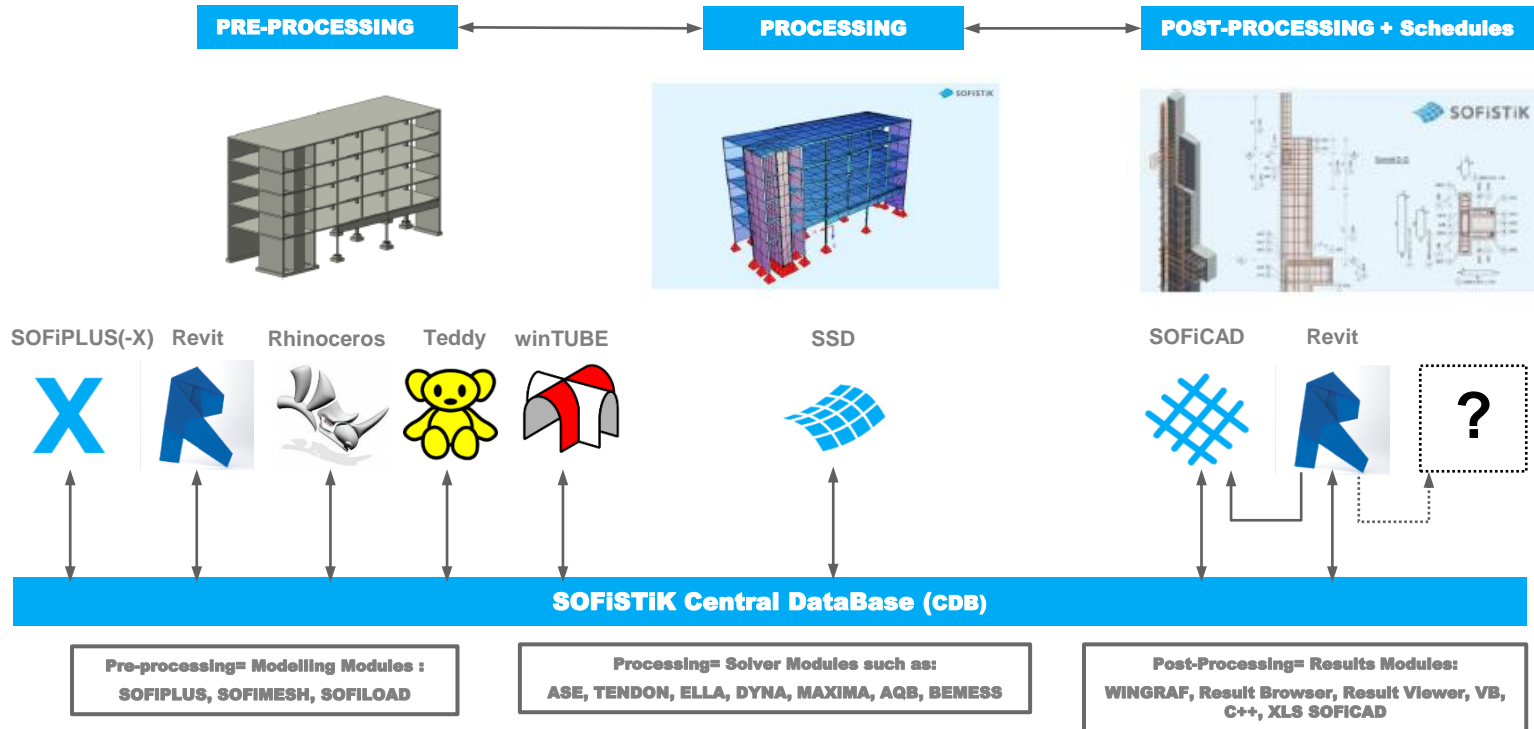 PRE-PROCESSING
PROCESSING
POST-PROCESSING + Schedules
SOFiSTiK
SOFiSTiK
SOFiPLUS(-X)
Revit
Rhinoceros
Teddy
winTUBE
SSD
SOFiCAD
Revit
?
SOFiSTiK Central DataBase (CDB)
Pre-processing= Modelling Modules :
SOFiPLUS, SOFiMESH, SOFiLOAD
Processing= Solver Modules such as:
ASE, TENDON, ELLA, DYNA, MAXIMA, AQB, BEMESS
Post-Processing= Results Modules:
WINGRAF, Result Browser, Result Viewer, VB,
C++, XLS SOFiCAD